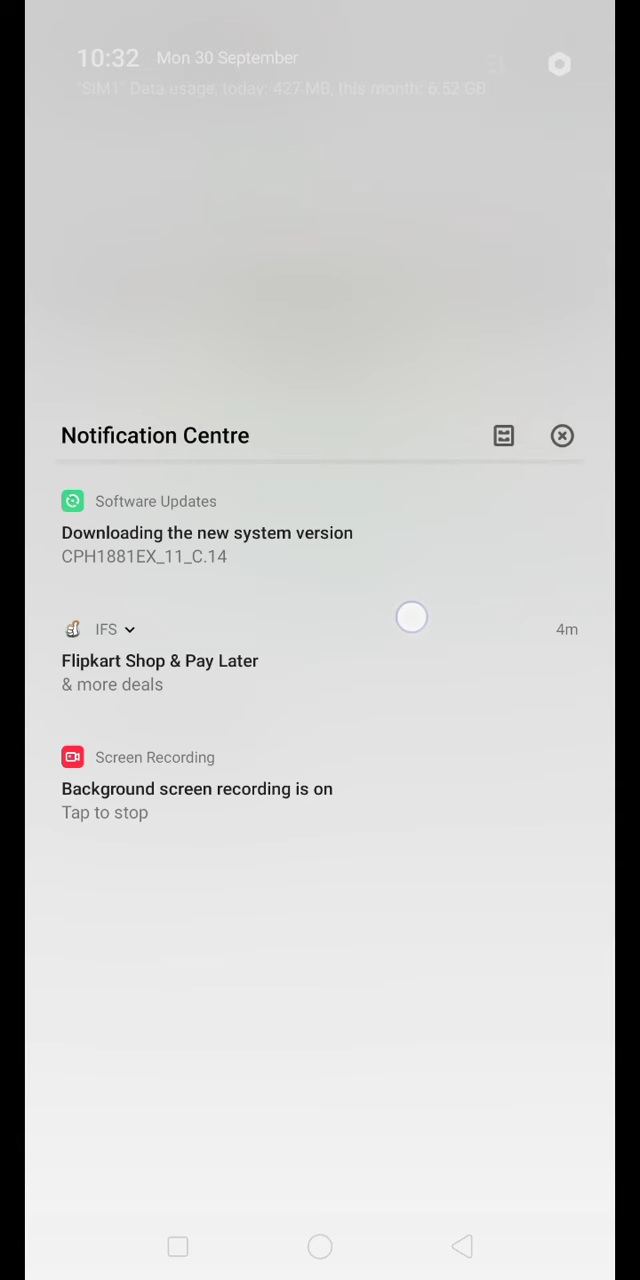 10:32 Mon 30 September
"SIM1" Data usage, today: 427 MB, this month: 6.52 GB
Notification Centre
Software Updates
Downloading the new system version
CPH1881EX_11_C.14
IFS 4m
Flipkart Shop & Pay Later
& more deals
Screen Recording
Background screen recording is on
Tap to stop